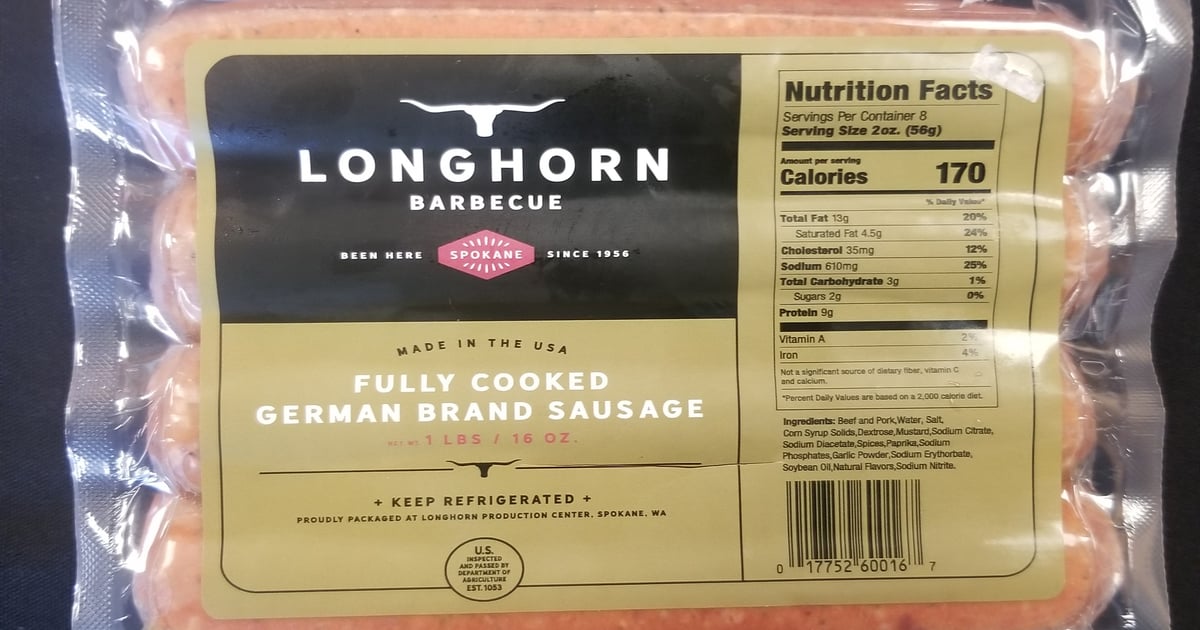 LONGHORN
BARBECUE
BEEN HERE SPOKANE SINCE 1956
MADE IN THE USA
FULLY COOKED
GERMAN BRAND SAUSAGE
NET WT. 1 LBS / 16 OZ.
+ KEEP REFRIGERATED +
PROUDLY PACKAGED AT LONGHORN PRODUCTION CENTER, SPOKANE, WA
U.S.
INSPECTED
AND PASSED BY
DEPARTMENT OF
AGRICULTURE
EST. 1053
Nutrition Facts
Servings Per Container 8
Serving Size 2oz. (56g)
Amount per serving
Calories 170
% Daily Value*
Total Fat 13g 20%
Saturated Fat 4.5g 24%
Cholesterol 35mg 12%
Sodium 610mg 25%
Total Carbohydrate 3g 1%
Sugars 2g 0%
Protein 9g
Vitamin A 2%
Iron 4%
Not a significant source of dietary fiber, vitamin C
and calcium.
*Percent Daily Values are based on a 2,000 calorie diet.
Ingredients: Beef and Pork,Water, Salt,
Corn Syrup Solids,Dextrose,Mustard,Sodium Citrate,
Sodium Diacetate,Spices,Paprika,Sodium
Phosphates,Garlic Powder,Sodium Erythorbate,
Soybean Oil,Natural Flavors,Sodium Nitrite.
0 17752 60016 7